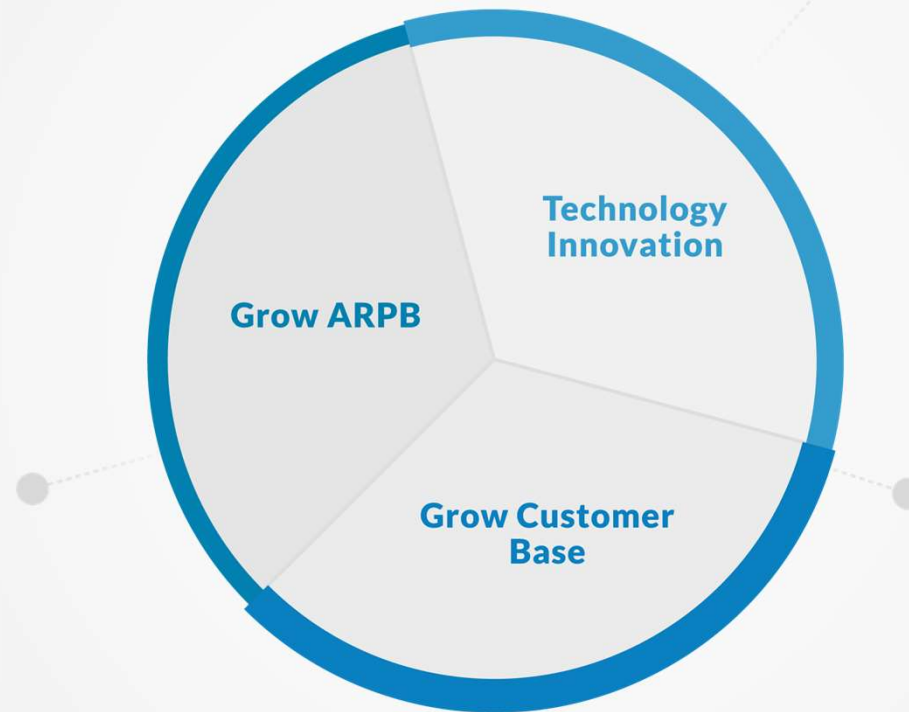 Technology
Innovation
Grow ARPB
Grow Customer
Base